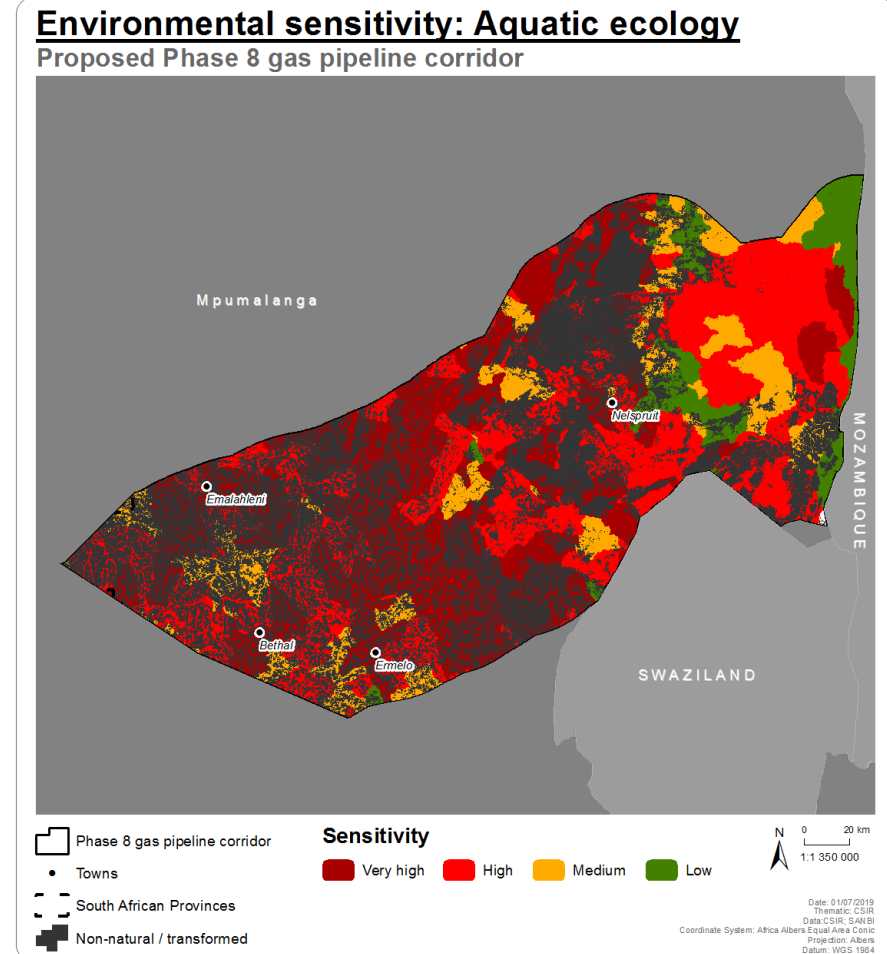 Environmental sensitivity: Aquatic ecology
Proposed Phase 8 gas pipeline corridor
Mpumalanga
Nelspruit
MOZAMBIQUE
Emalahleni
Bethal
Ermelo
SWAZILAND
Phase 8 gas pipeline corridor
Towns
South African Provinces
Non-natural / transformed
Sensitivity
Very high
High
Medium
Low
N
0 20 km
1:1 350 000
Date: 01/07/2019
Thematic: CSIR
Data:CSIR; SANBI
Coordinate System: Africa Albers Equal Area Conic
Projection: Albers
Datum: WGS 1984